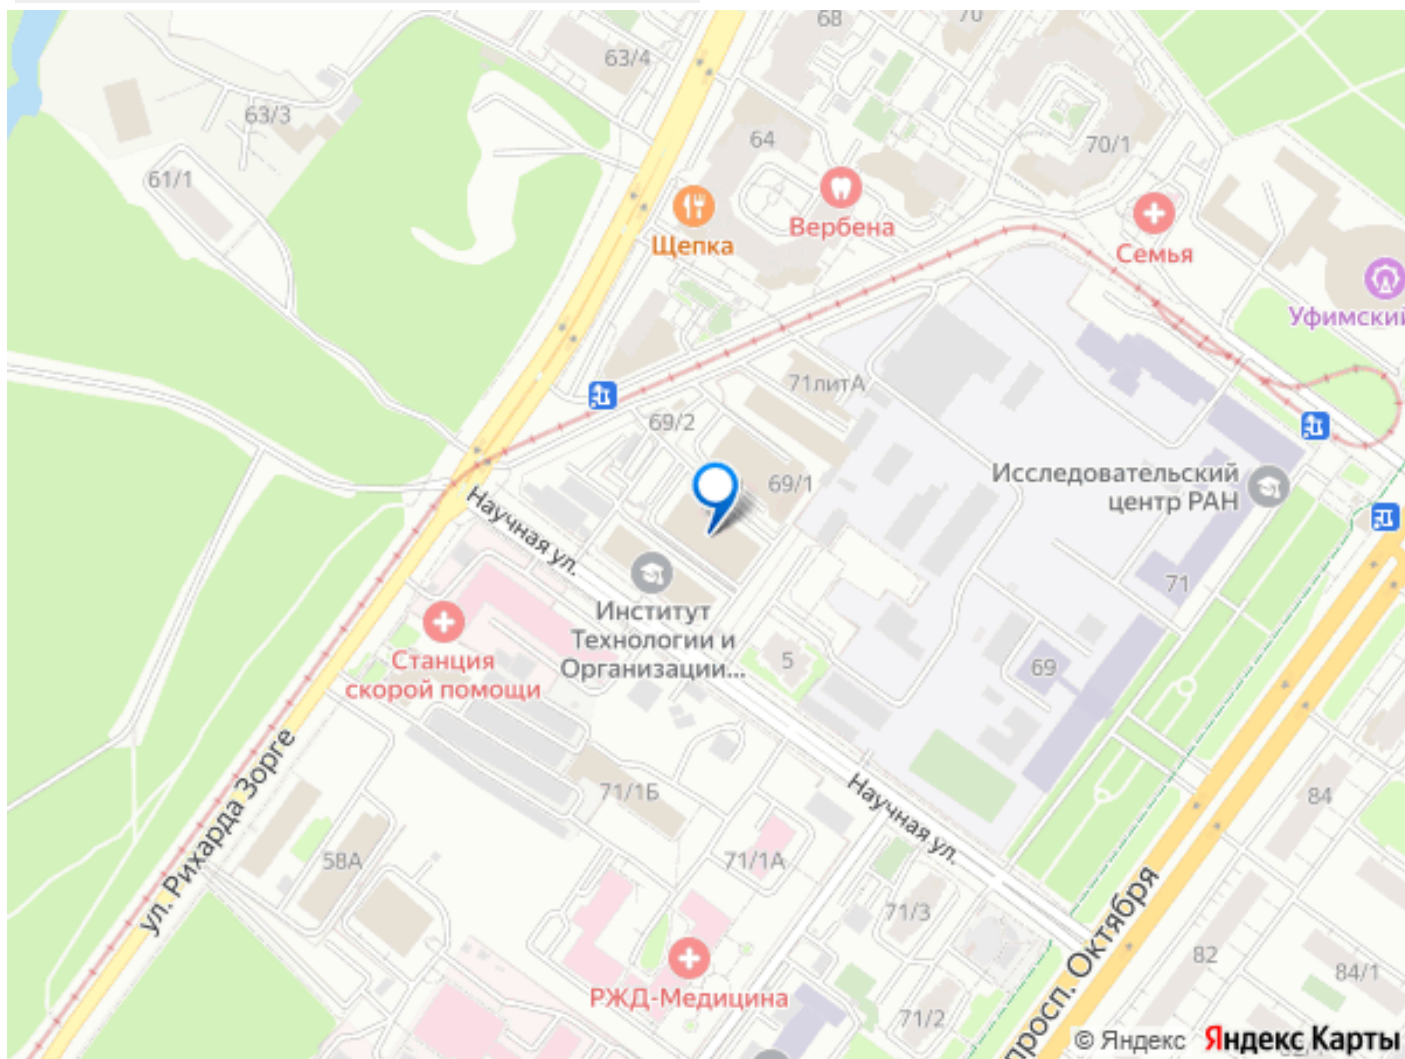 68
70
63/4
63/3
64
70/1
61/1
Вербена
Щепка
Семья
Уфимский
71литА
69/2
69/1
Исследовательский
центр РАН
Научная ул.
71
Институт
Технологии и
Организации...
5
69
Станция
скорой помощи
ул. Рихарда Зорге
71/1Б
Научная ул.
84
58А
71/1А
71/3
просп. Октября
82
84/1
РЖД-Медицина
71/2
© Яндекс Яндекс Карты